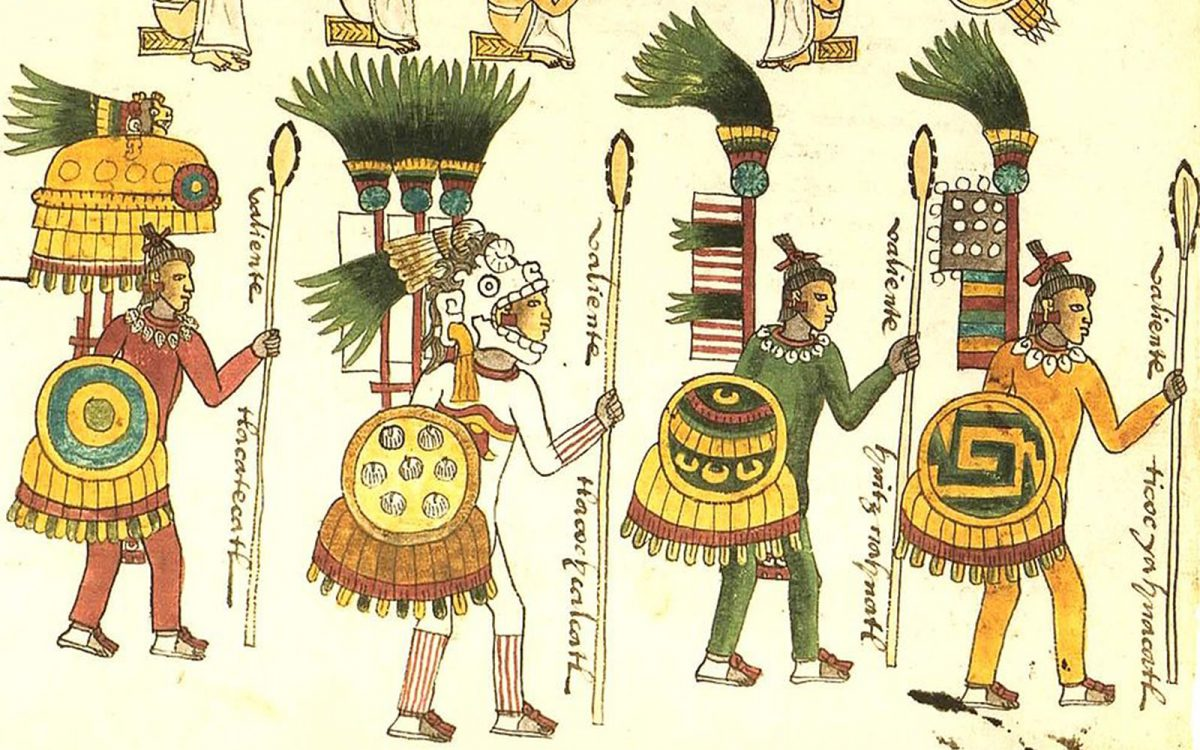 valiente
tlacatecatl
valiente
tlacochcalcatl
valiente
valiente
ticocyahuacatl